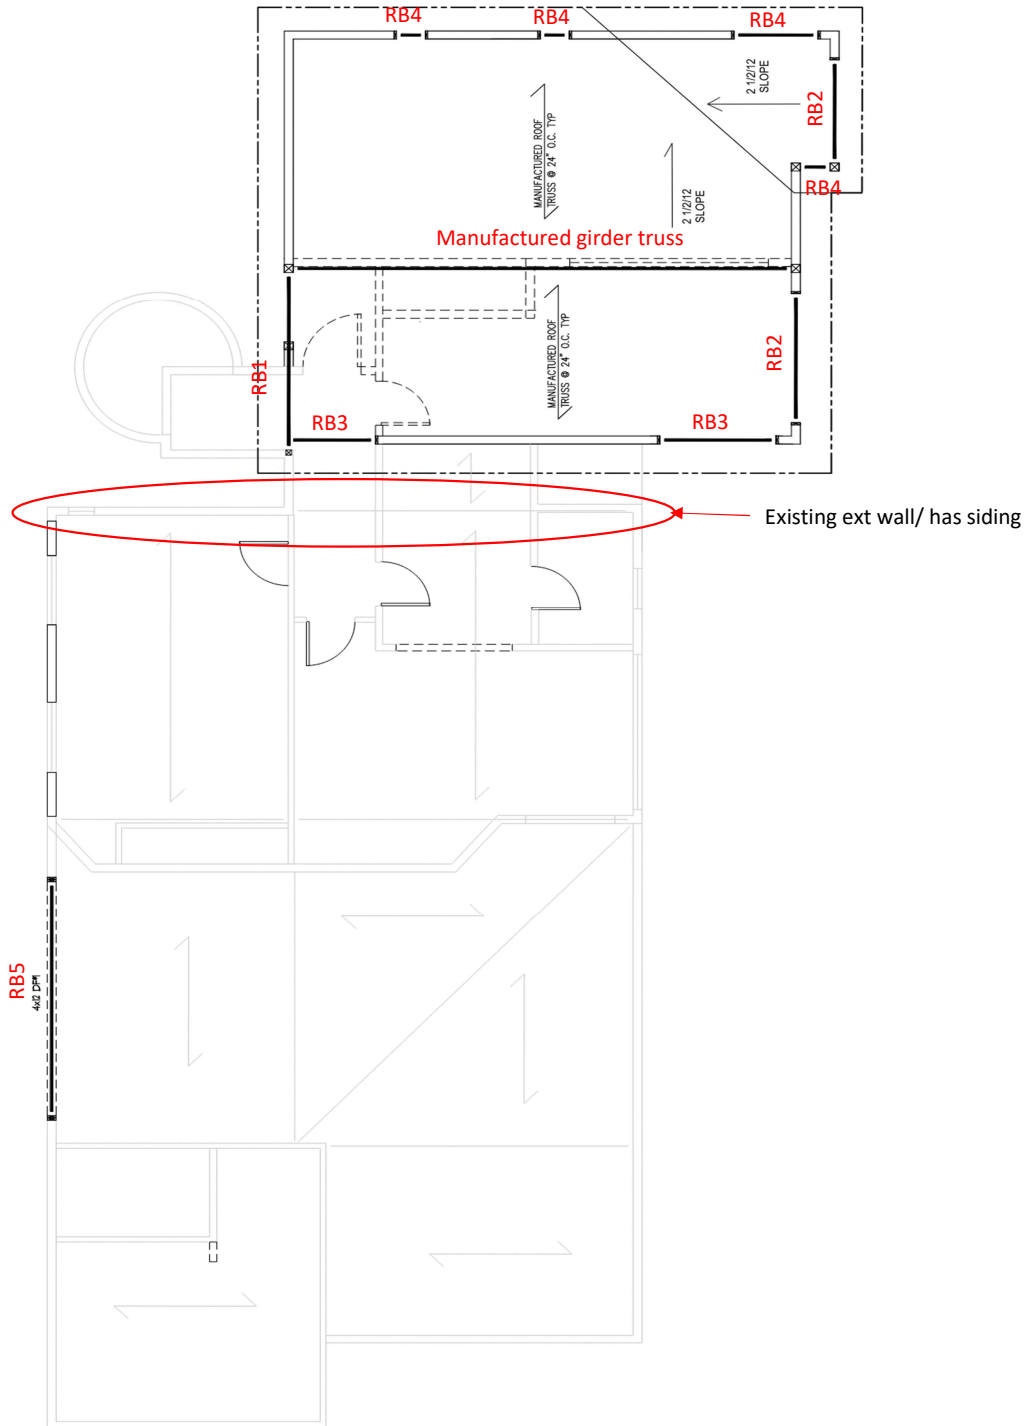 RB4
RB4
RB4
2 1/2/12
SLOPE
RB2
MANUFACTURED ROOF
TRUSS @ 24" O.C. TYP
RB4
2 1/2/12
SLOPE
Manufactured girder truss
MANUFACTURED ROOF
TRUSS @ 24" O.C. TYP
RB2
RB1
RB3
RB3
Existing ext wall/ has siding
RB5
4x12 DF#1